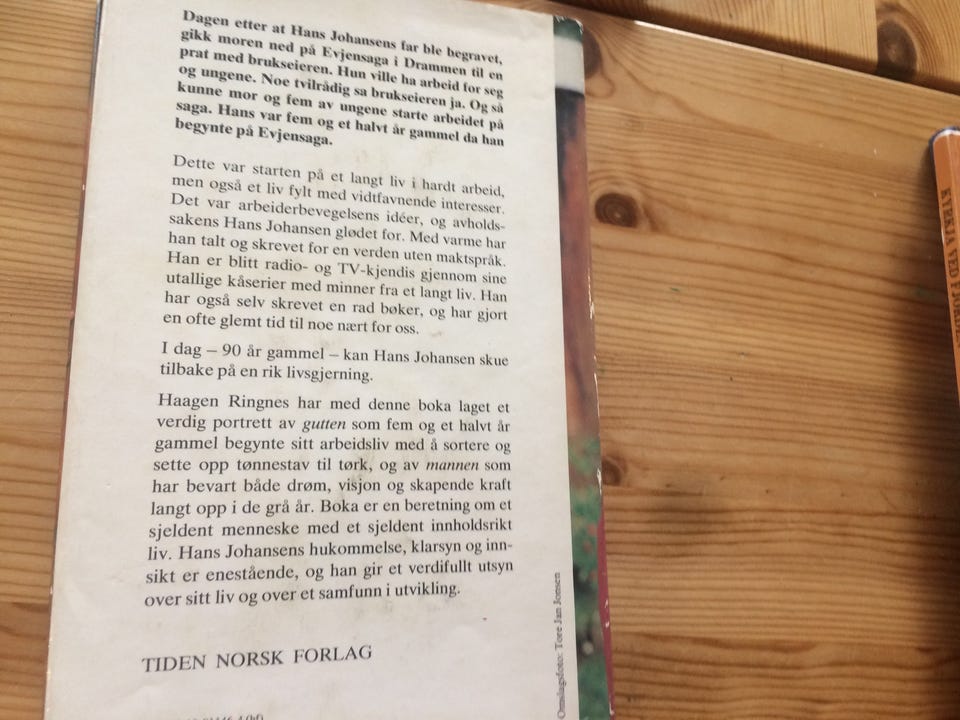 Dagen etter at Hans Johansens far ble begravet,
gikk moren ned på Evjensaga i Drammen til en
prat med brukseieren. Hun ville ha arbeid for seg
og ungene. Noe tvilrådig sa brukseieren ja. Og så
kunne mor og fem av ungene starte arbeidet på
saga. Hans var fem og et halvt år gammel da han
begynte på Evjensaga.
Dette var starten på et langt liv i hardt arbeid,
men også et liv fylt med vidtfavnende interesser.
Det var arbeiderbevegelsens idéer, og avholds-
sakens Hans Johansen glødet for. Med varme har
han talt og skrevet for en verden uten maktspråk.
Han er blitt radio- og TV-kjendis gjennom sine
utallige kåserier med minner fra et langt liv. Han
har også selv skrevet en rad bøker, og har gjort
en ofte glemt tid til noe nært for oss.
I dag – 90 år gammel – kan Hans Johansen skue
tilbake på en rik livsgjerning.
Haagen Ringnes har med denne boka laget et
verdig portrett av gutten som fem og et halvt år
gammel begynte sitt arbeidsliv med å sortere og
sette opp tønnestav til tørk, og av mannen som
har bevart både drøm, visjon og skapende kraft
langt opp i de grå år. Boka er en beretning om et
sjeldent menneske med et sjeldent innholdsrikt
liv. Hans Johansens hukommelse, klarsyn og inn-
sikt er enestående, og han gir et verdifullt utsyn
over sitt liv og over et samfunn i utvikling.
TIDEN NORSK FORLAG
Omslagsfoto: Tore Jan Jonsen
VED